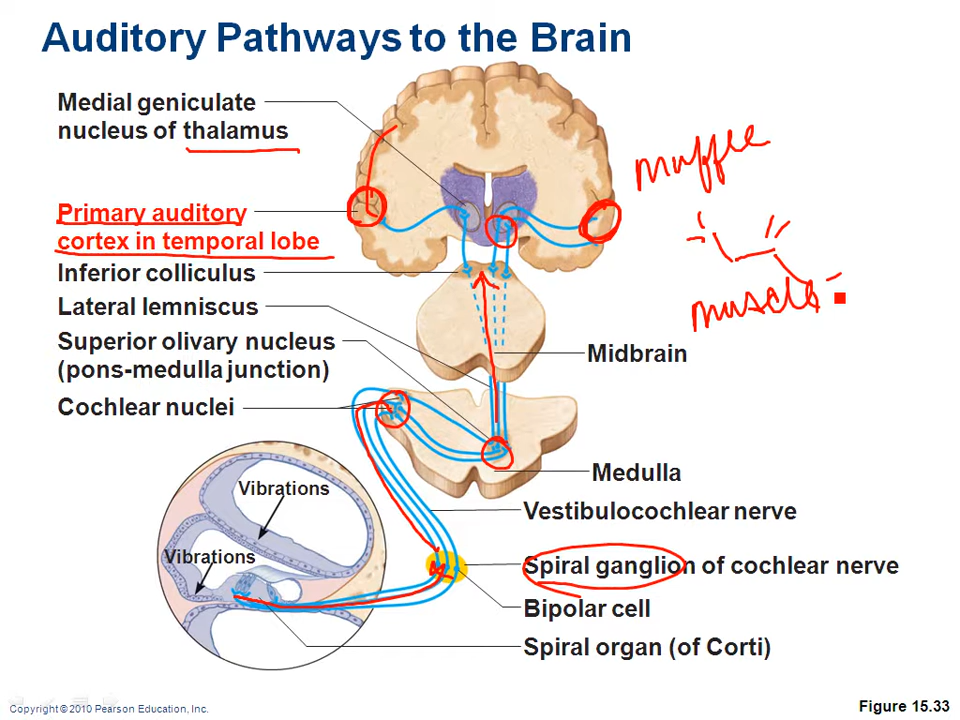 Auditory Pathways to the Brain
Medial geniculate
nucleus of thalamus
Primary auditory
cortex in temporal lobe
Inferior colliculus
Lateral lemniscus
Superior olivary nucleus
(pons-medulla junction)
Cochlear nuclei
Vibrations
Vibrations
muffle
muscle
Midbrain
Medulla
Vestibulocochlear nerve
Spiral ganglion of cochlear nerve
Bipolar cell
Spiral organ (of Corti)
Copyright © 2010 Pearson Education, Inc.
Figure 15.33